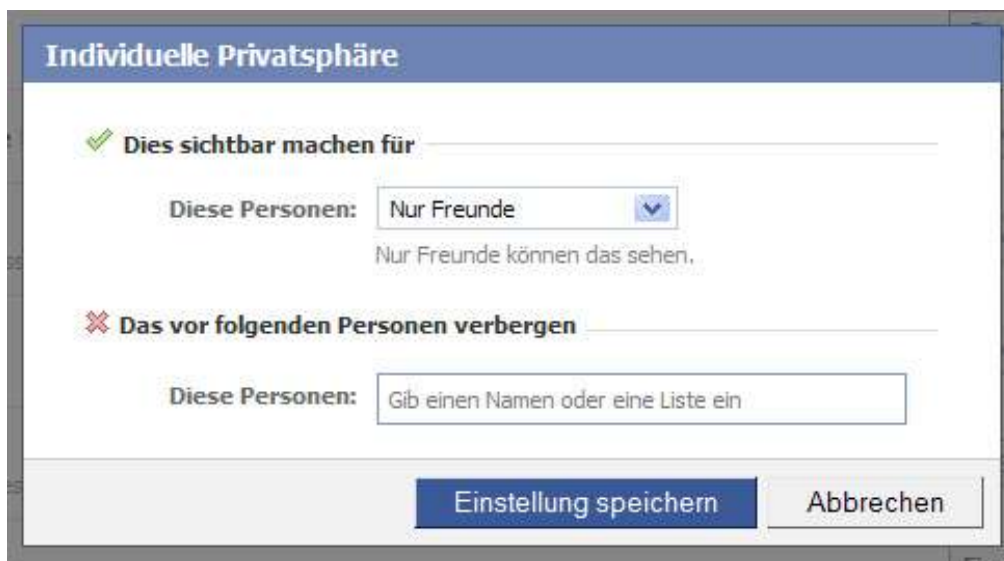 Individuelle Privatsphäre
Dies sichtbar machen für
Diese Personen: Nur Freunde
Nur Freunde können das sehen.
Das vor folgenden Personen verbergen
Diese Personen: Gib einen Namen oder eine Liste ein
Einstellung speichern Abbrechen